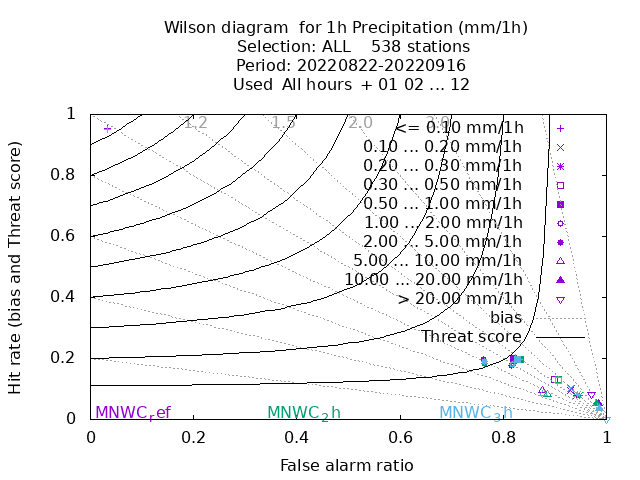 Wilson diagram  for 1h Precipitation (mm/1h)
Selection: ALL    538 stations
Period: 20220822-20220916
Used  All hours  + 01 02 ... 12
Hit rate (bias and Threat score)
1
0.8
0.6
0.4
0.2
0
1.2
1.5
2.0
3.0
<= 0.10 mm/1h
0.10 ... 0.20 mm/1h
0.20 ... 0.30 mm/1h
0.30 ... 0.50 mm/1h
0.50 ... 1.00 mm/1h
1.00 ... 2.00 mm/1h
2.00 ... 5.00 mm/1h
5.00 ... 10.00 mm/1h
10.00 ... 20.00 mm/1h
> 20.00 mm/1h
bias
Threat score
MNWC_ref MNWC_2h MNWC_3h
0 0.2 0.4 0.6 0.8 1
False alarm ratio